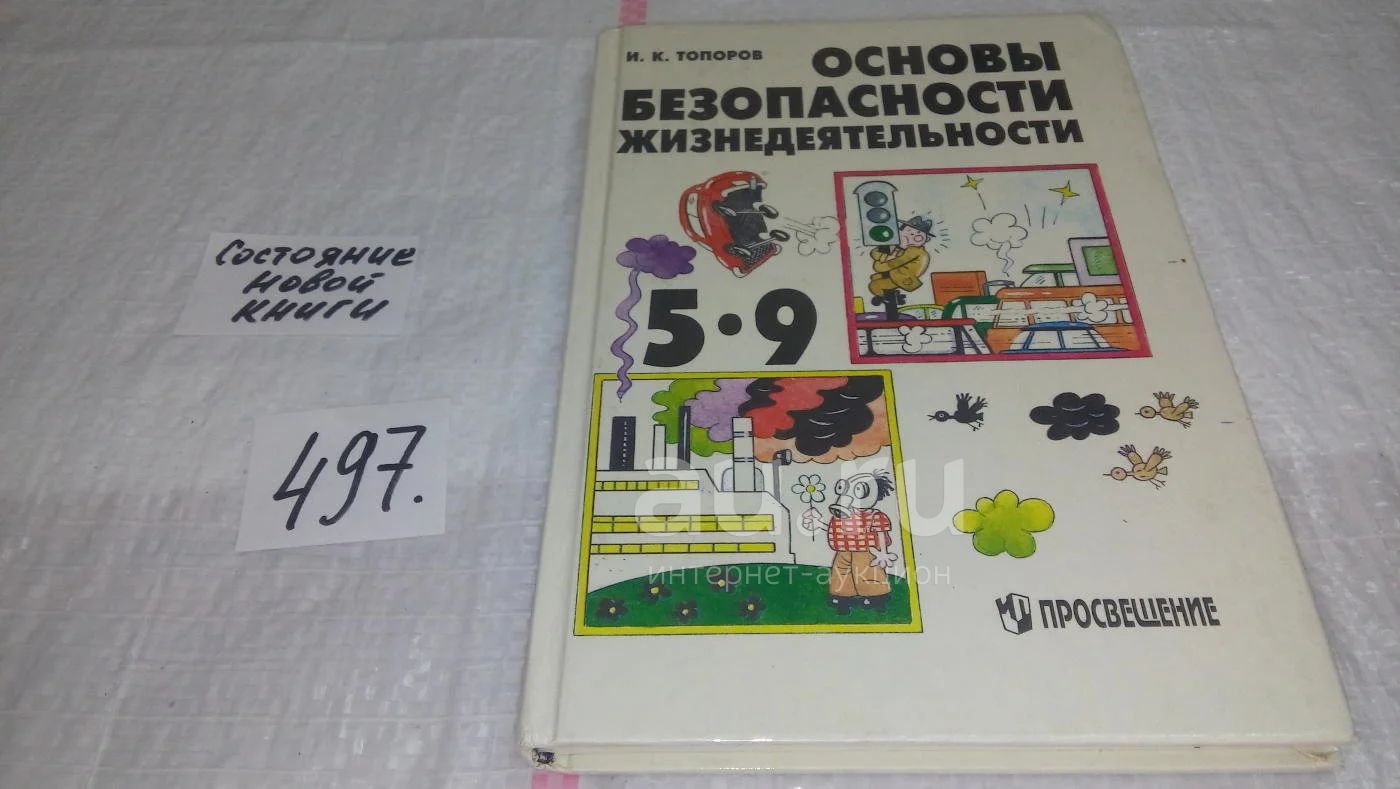 И. К. ТОПОРОВ
ОСНОВЫ
БЕЗОПАСНОСТИ
ЖИЗНЕДЕЯТЕЛЬНОСТИ
5·9
Состояние
новой
книги
497.
au.ru
интернет-аукцион
ПРОСВЕЩЕНИЕ